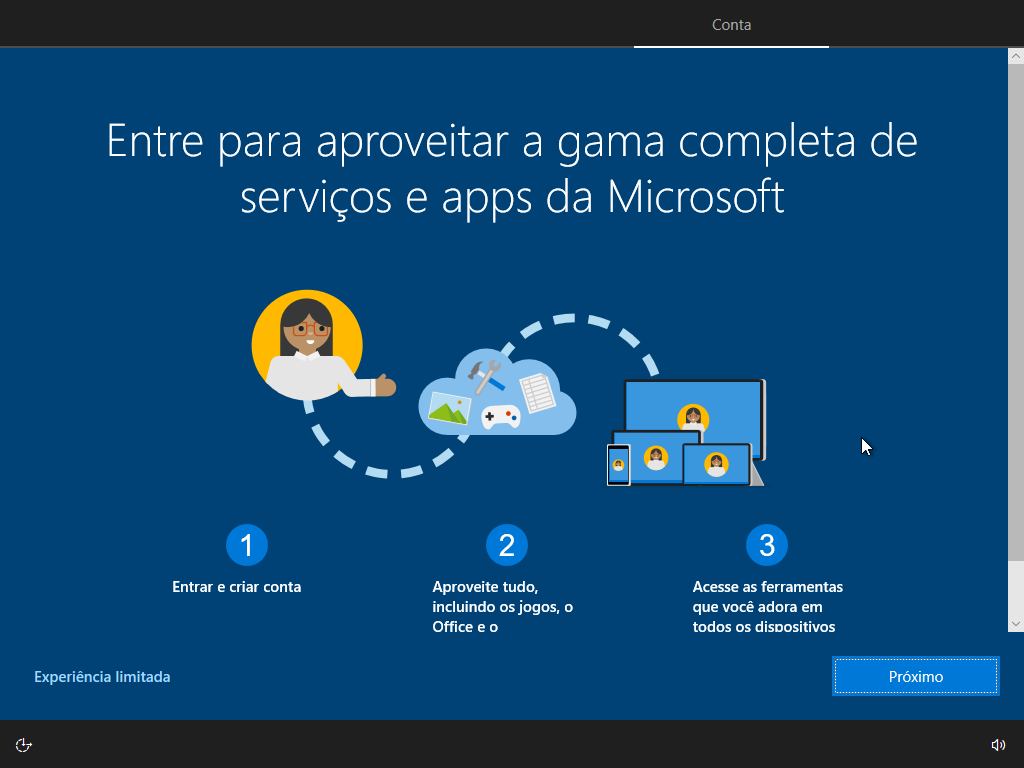 Conta
Entre para aproveitar a gama completa de
serviços e apps da Microsoft
1
Entrar e criar conta
2
Aproveite tudo,
incluindo os jogos, o
Office e o
3
Acesse as ferramentas
que você adora em
todos os dispositivos
Experiência limitada
Próximo